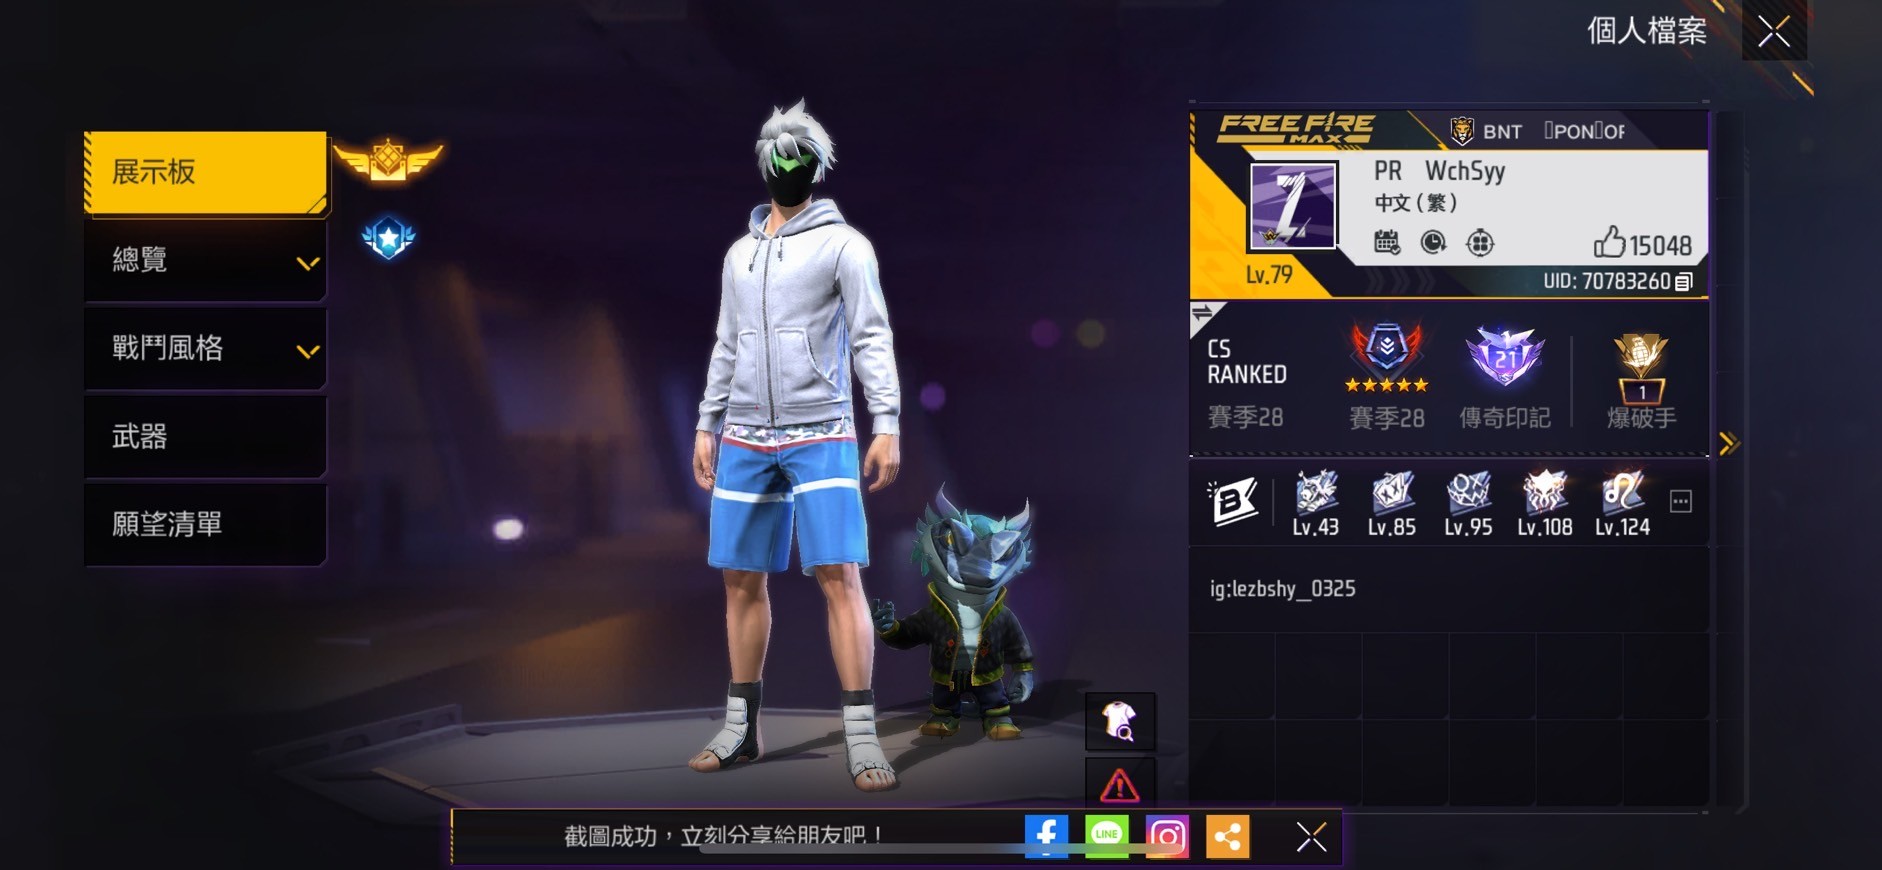 個人檔案
展示板
總覽
戰鬥風格
武器
願望清單
FREE FIRE
MAX
BNT
PR WchSyy
中文(繁)
15048
Lv.79
UID: 70783260
CS
RANKED
賽季28
賽季28
21
傳奇印記
1
爆破手
B
Lv.43
Lv.85
Lv.95
Lv.108
Lv.124
ig:lezbshy_0325
截圖成功,立刻分享給朋友吧!
LINE